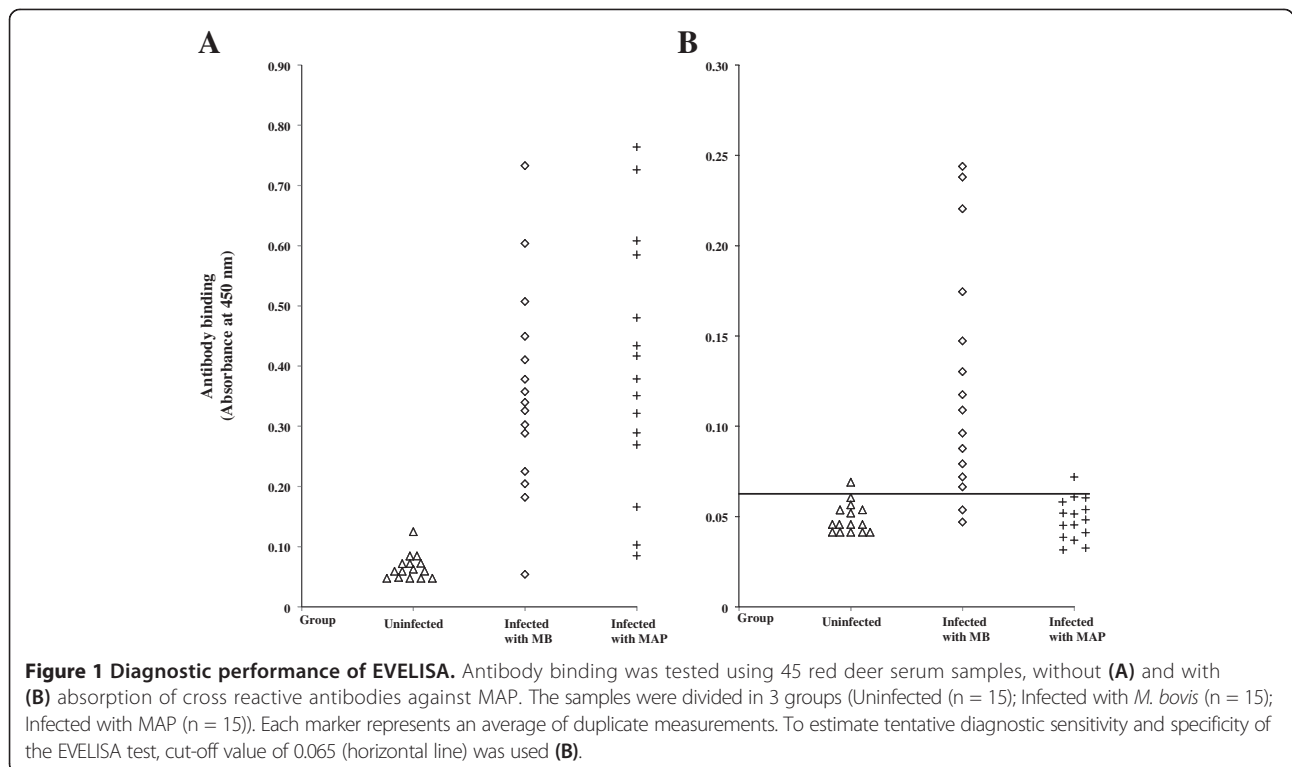 A
B
0.90
0.80
0.70
0.60
0.50
0.40
0.30
0.20
0.10
0
Antibody binding
(Absorbance at 450 nm)
Group
Uninfected
Infected
with MB
Infected
with MAP
0.30
0.25
0.20
0.15
0.10
0.05
0
Group
Uninfected
Infected
with MB
Infected
with MAP
Figure 1 Diagnostic performance of EVELISA. Antibody binding was tested using 45 red deer serum samples, without (A) and with
(B) absorption of cross reactive antibodies against MAP. The samples were divided in 3 groups (Uninfected (n = 15); Infected with M. bovis (n = 15);
Infected with MAP (n = 15)). Each marker represents an average of duplicate measurements. To estimate tentative diagnostic sensitivity and specificity of
the EVELISA test, cut-off value of 0.065 (horizontal line) was used (B).